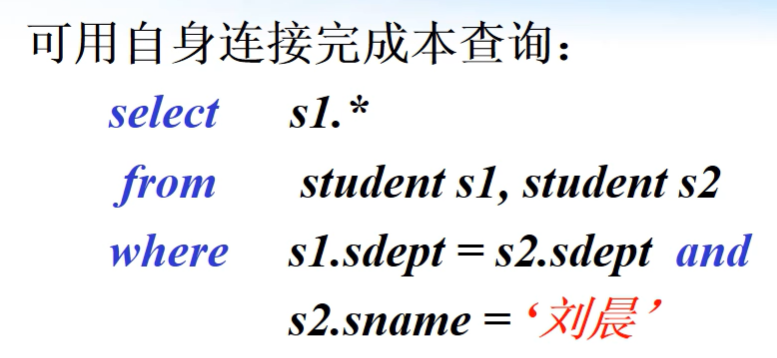 可用自身连接完成本查询：
select s1.*
from student s1, student s2
where s1.sdept = s2.sdept and
s2.sname = ‘刘晨’